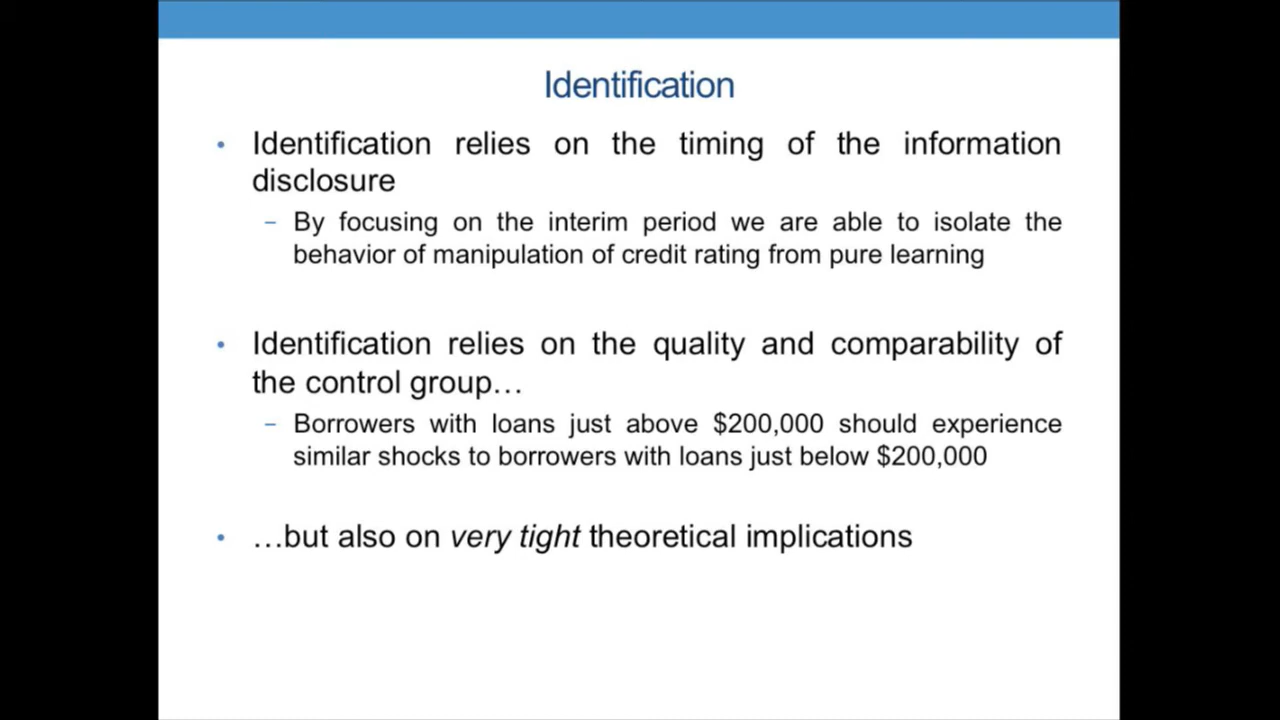 Identification
• Identification relies on the timing of the information
disclosure
– By focusing on the interim period we are able to isolate the
behavior of manipulation of credit rating from pure learning
• Identification relies on the quality and comparability of
the control group…
– Borrowers with loans just above $200,000 should experience
similar shocks to borrowers with loans just below $200,000
• …but also on very tight theoretical implications